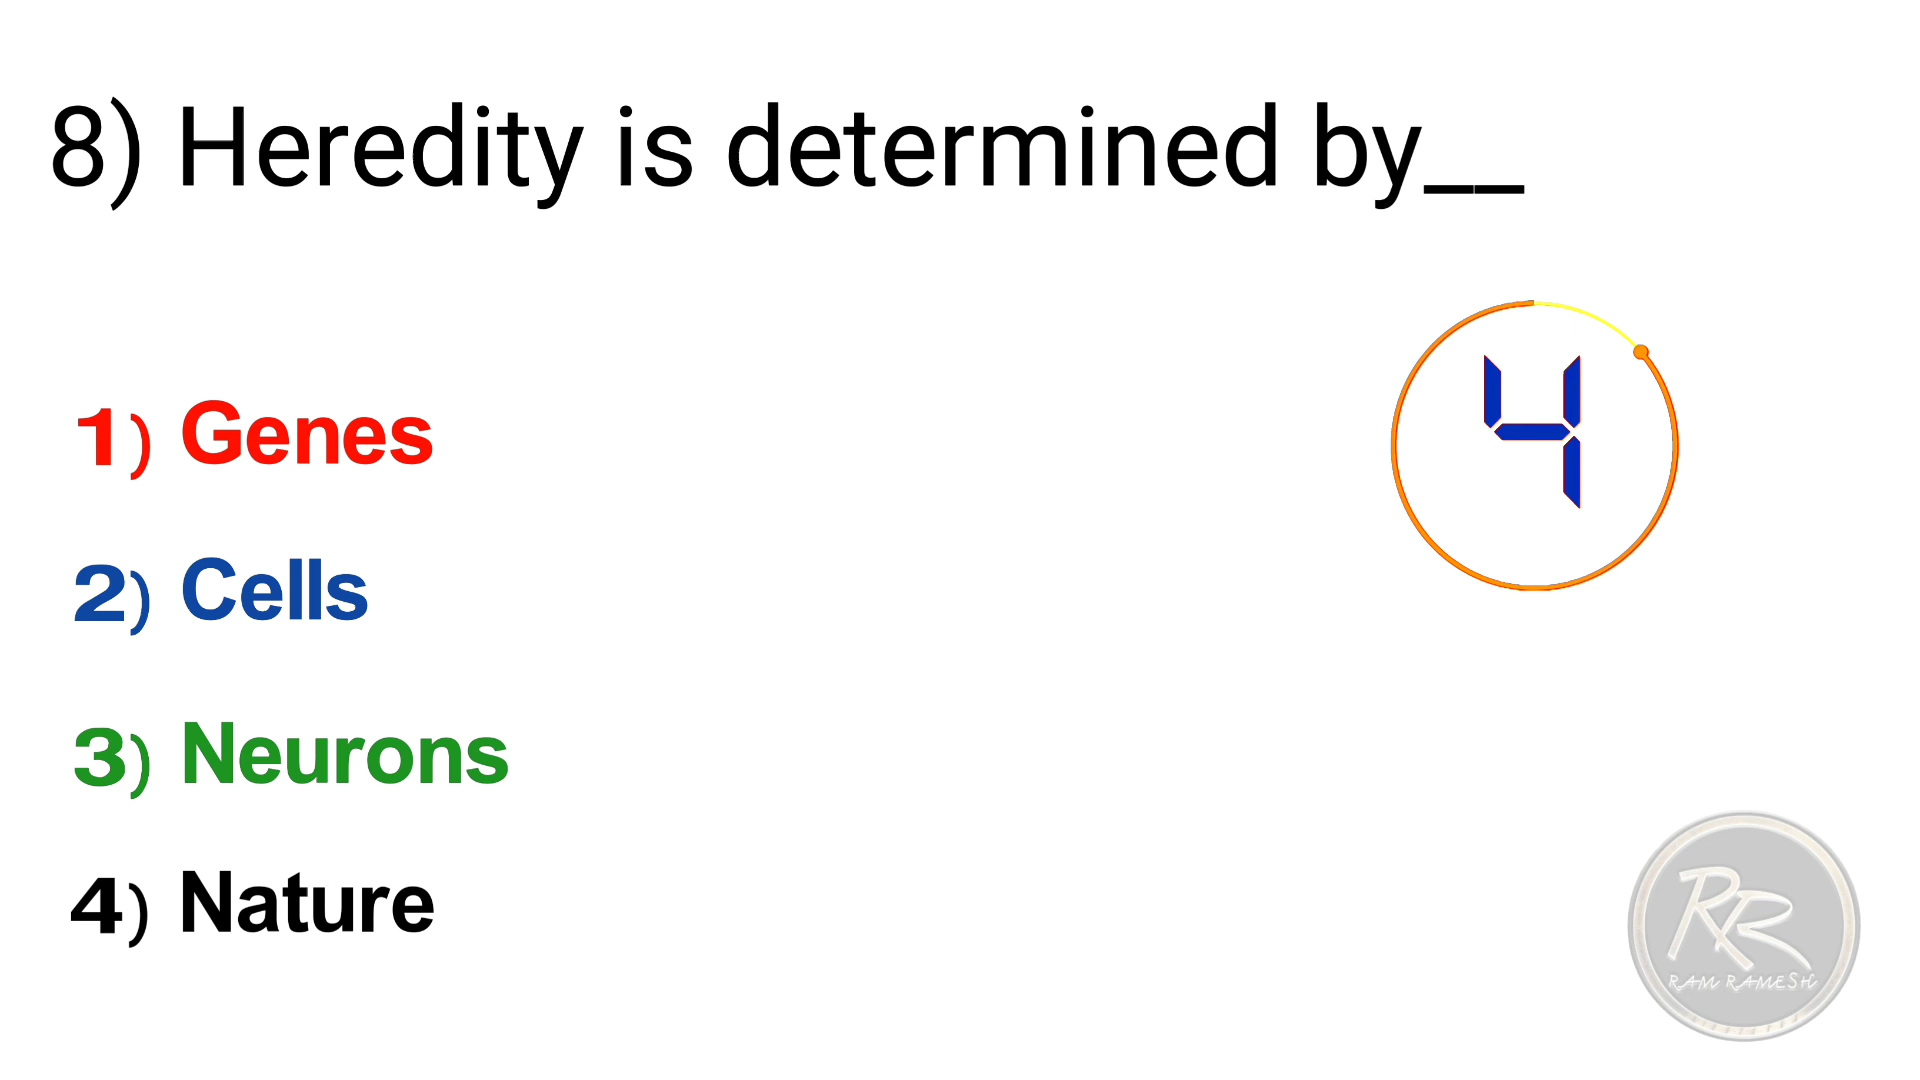 8) Heredity is determined by__
4
1) Genes
2) Cells
3) Neurons
4) Nature
RR
RAM RAMESH